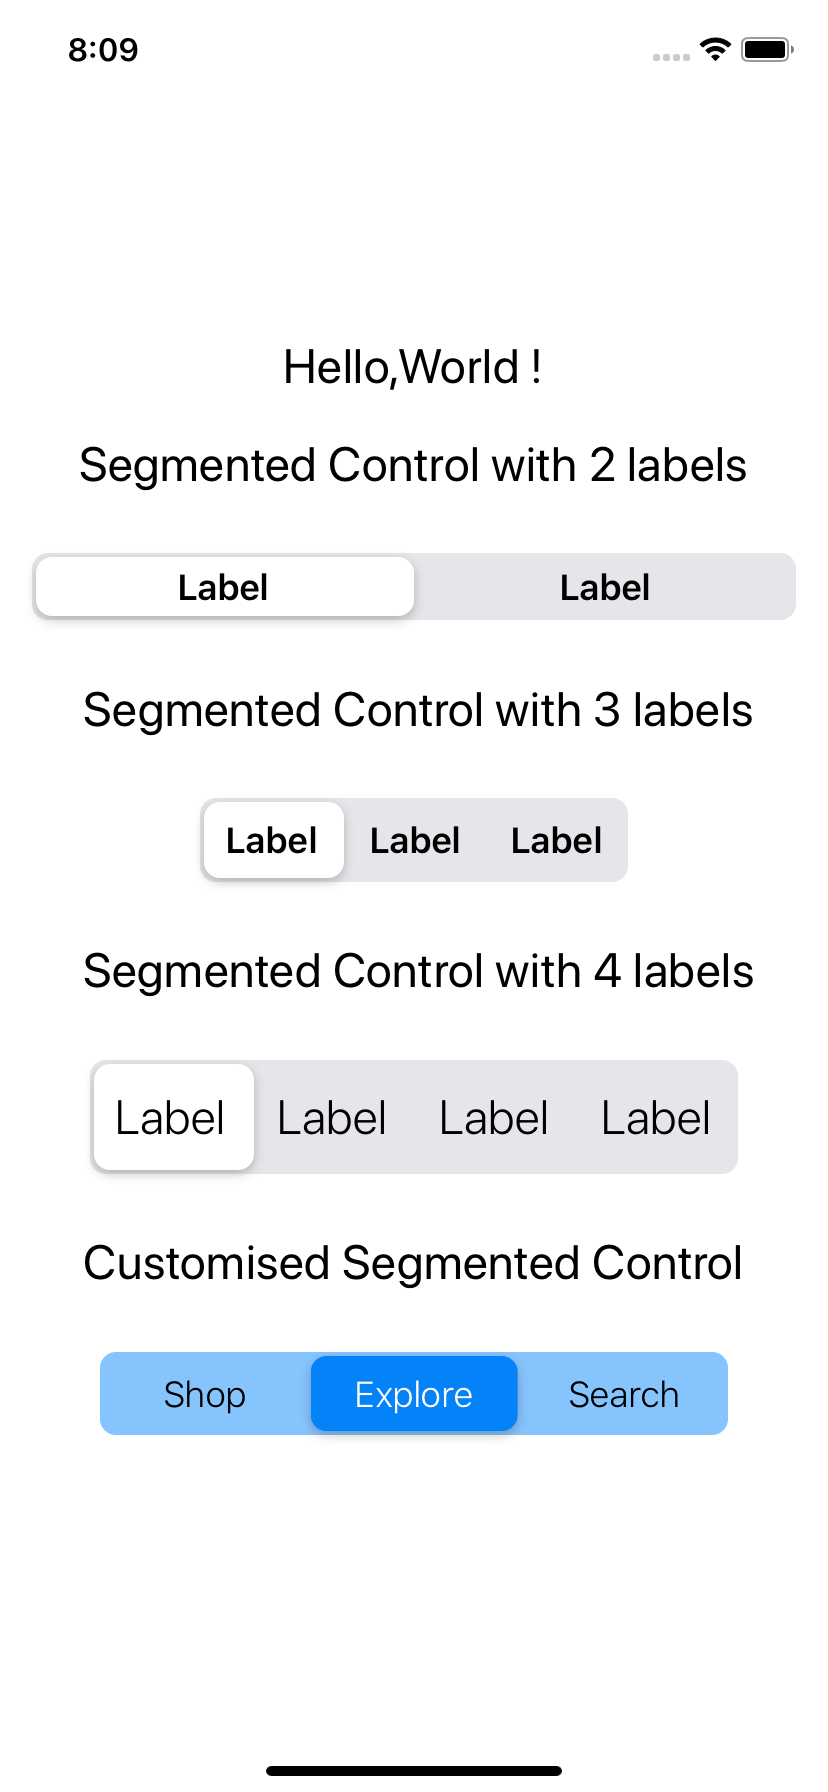 8:09
Hello,World !
Segmented Control with 2 labels
Label Label
Segmented Control with 3 labels
Label Label Label
Segmented Control with 4 labels
Label Label Label Label
Customised Segmented Control
Shop Explore Search